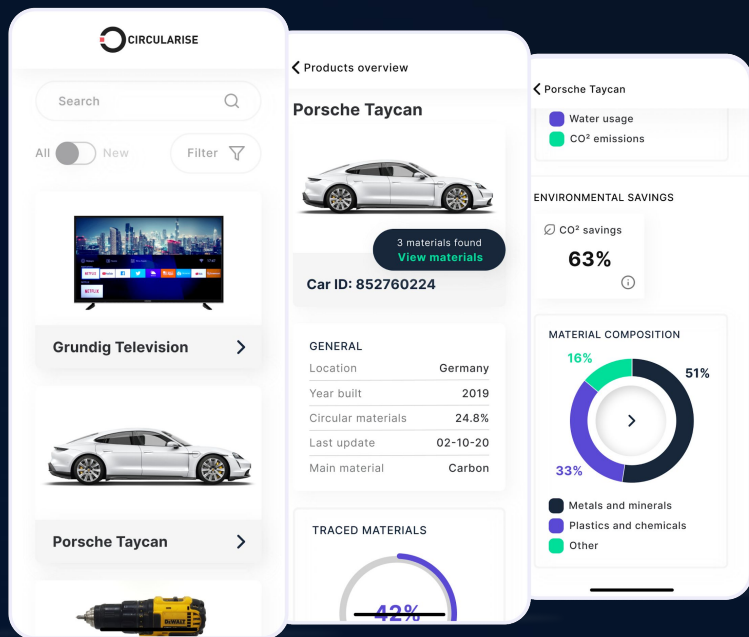 CIRCULARISE
Search
All
New
Filter
NETFLIX
NETFLIX
Grundig Television
Porsche Taycan
DEWALT
Products overview
Porsche Taycan
3 materials found
View materials
Car ID: 852760224
GENERAL
Location Germany
Year built 2019
Circular materials 24.8%
Last update 02-10-20
Main material Carbon
TRACED MATERIALS
42%
Porsche Taycan
Water usage
CO² emissions
ENVIRONMENTAL SAVINGS
CO² savings
63%
MATERIAL COMPOSITION
16%
51%
33%
Metals and minerals
Plastics and chemicals
Other